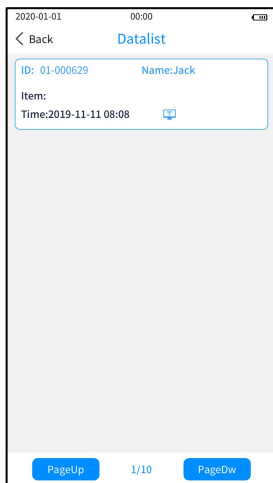 2020-01-01 00:00
Back Datalist
ID: 01-000629 Name:Jack
Item:
Time:2019-11-11 08:08
PageUp 1/10 PageDw